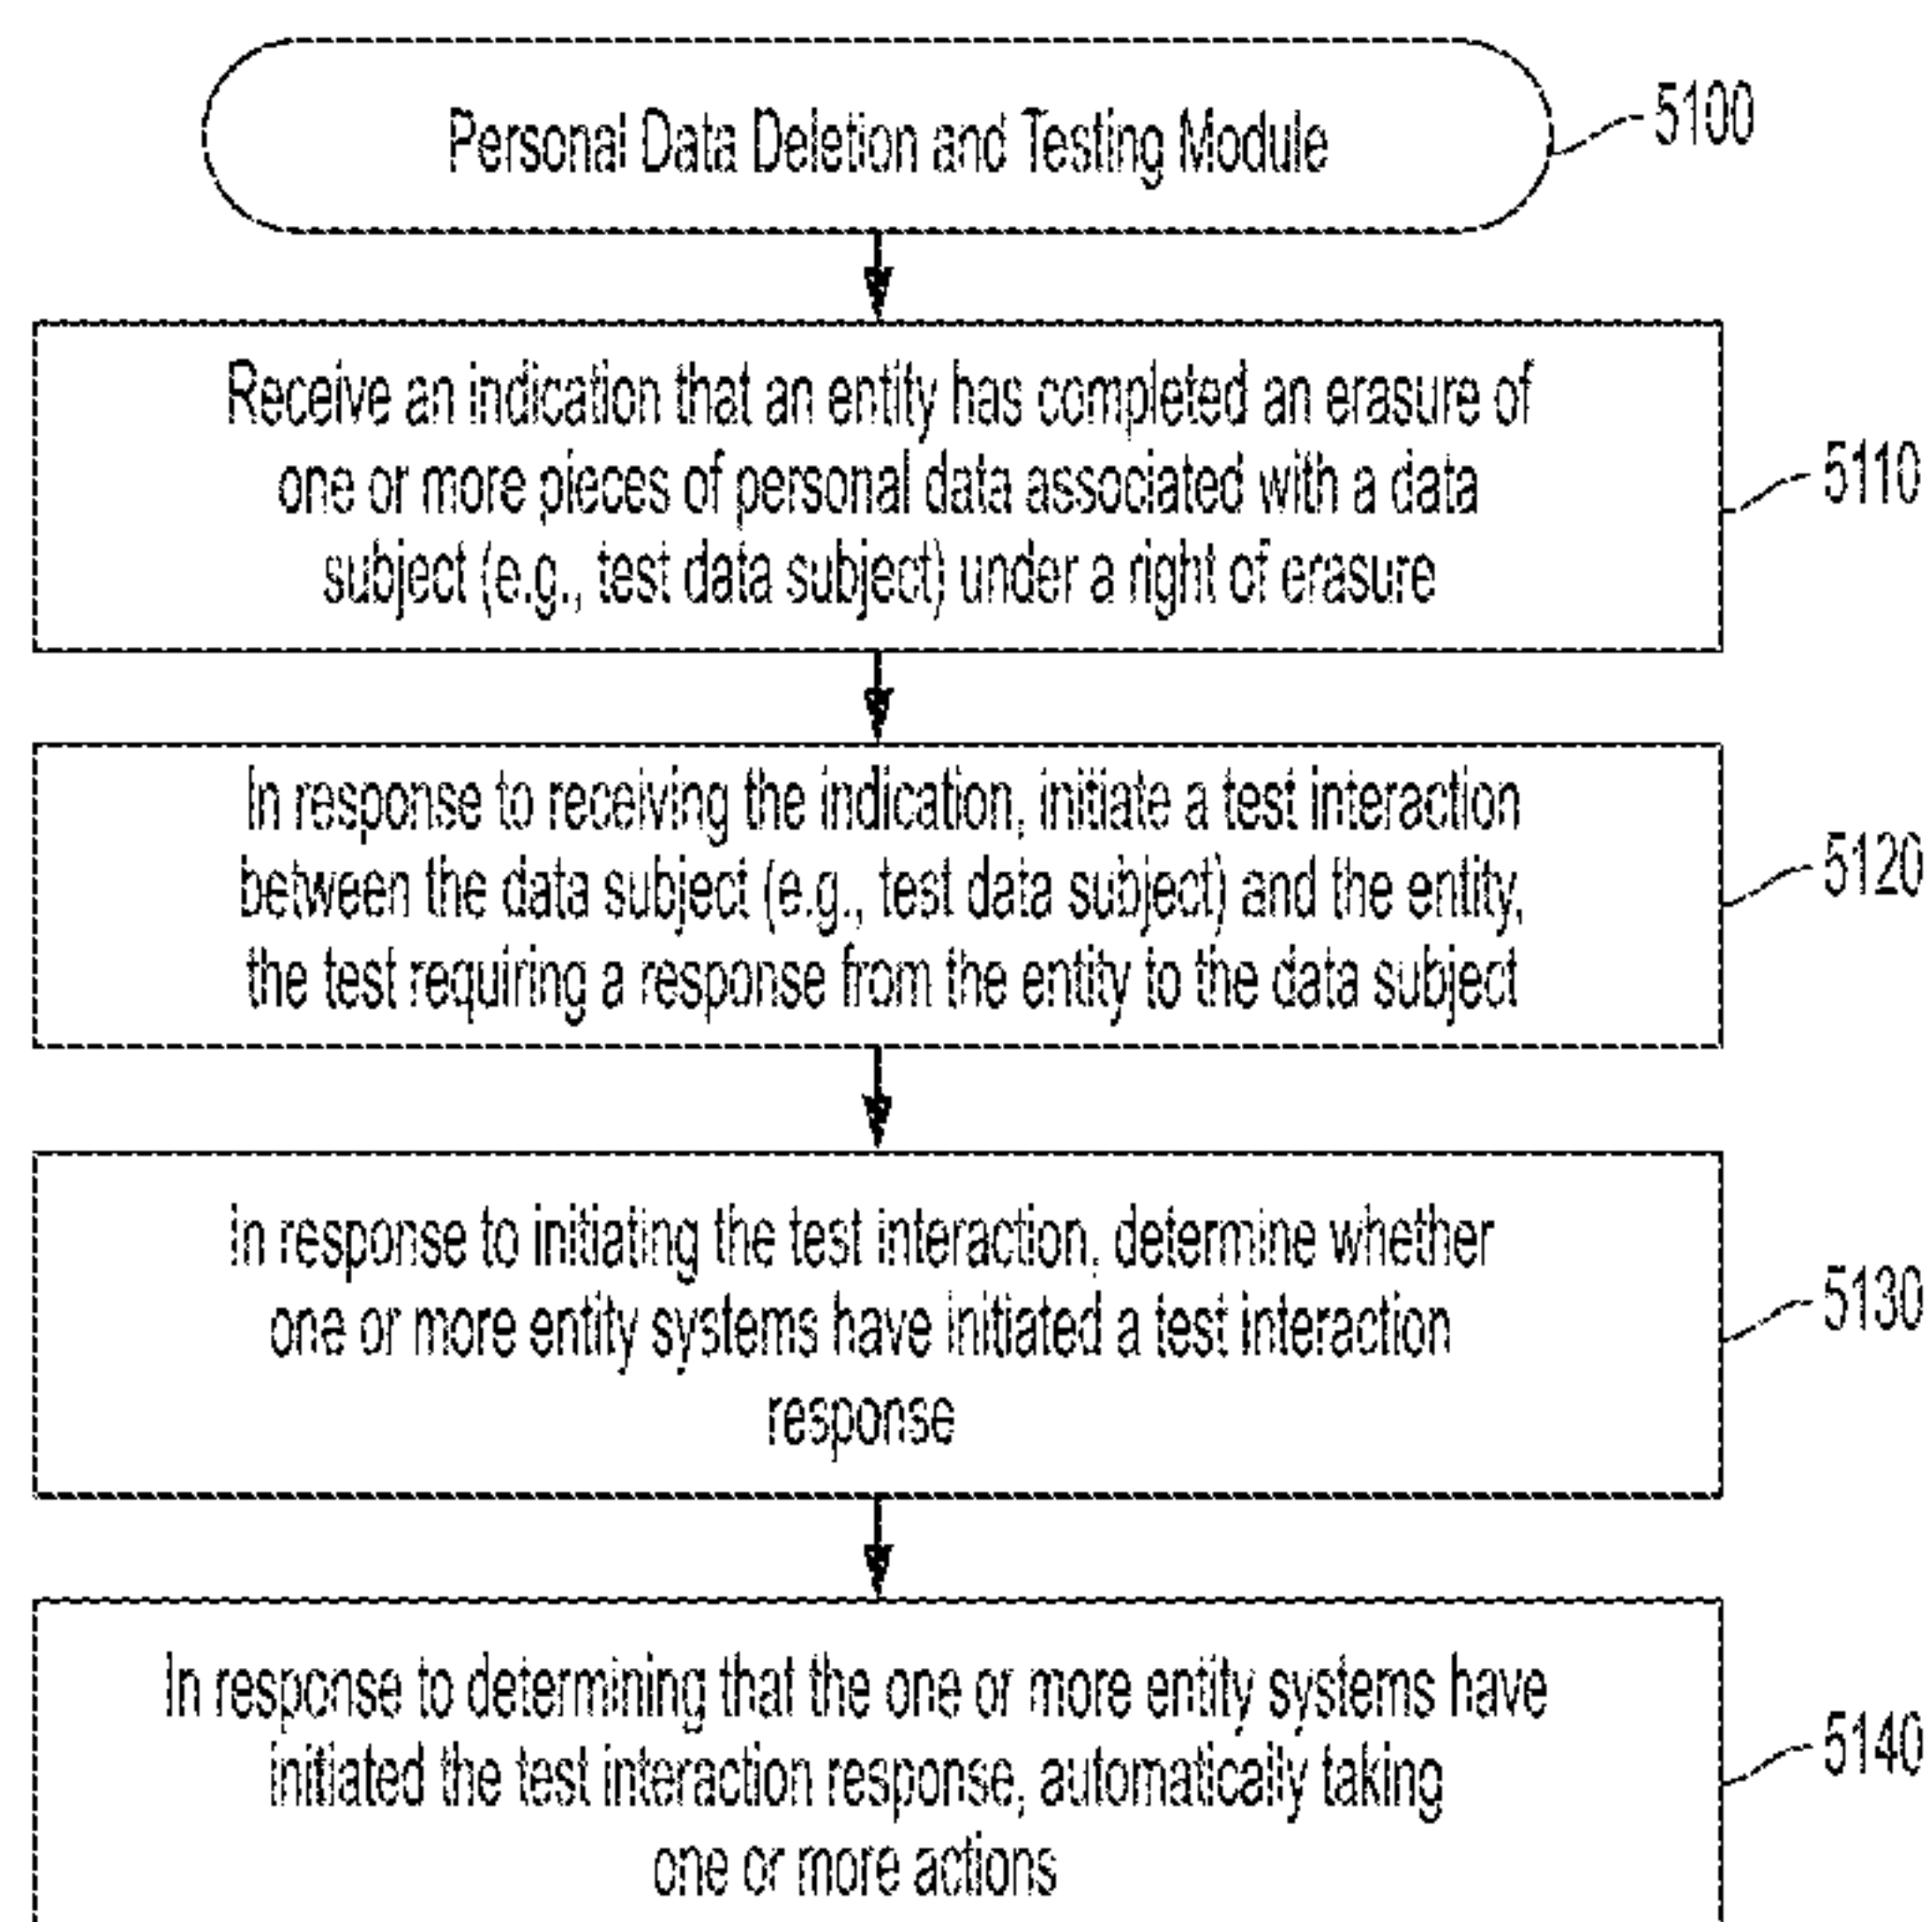 Personal Data Deletion and Testing Module
5100
Receive an indication that an entity has completed an erasure of
one or more pieces of personal data associated with a data
subject (e.g., test data subject) under a right of erasure
5110
In response to receiving the indication, initiate a test interaction
between the data subject (e.g., test data subject) and the entity,
the test requiring a response from the entity to the data subject
5120
In response to initiating the test interaction, determine whether
one or more entity systems have initiated a test interaction
response
5130
In response to determining that the one or more entity systems have
initiated the test interaction response, automatically taking
one or more actions
5140